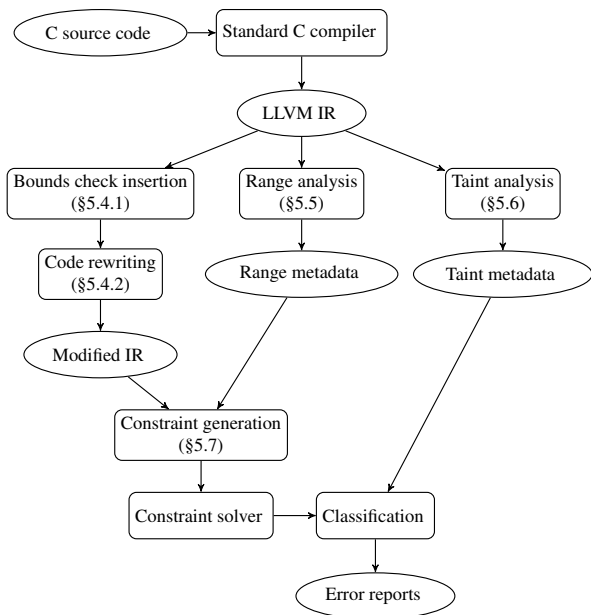 C source code
Standard C compiler
LLVM IR
Bounds check insertion
(§5.4.1)
Range analysis
(§5.5)
Taint analysis
(§5.6)
Code rewriting
(§5.4.2)
Range metadata
Taint metadata
Modified IR
Constraint generation
(§5.7)
Constraint solver
Classification
Error reports